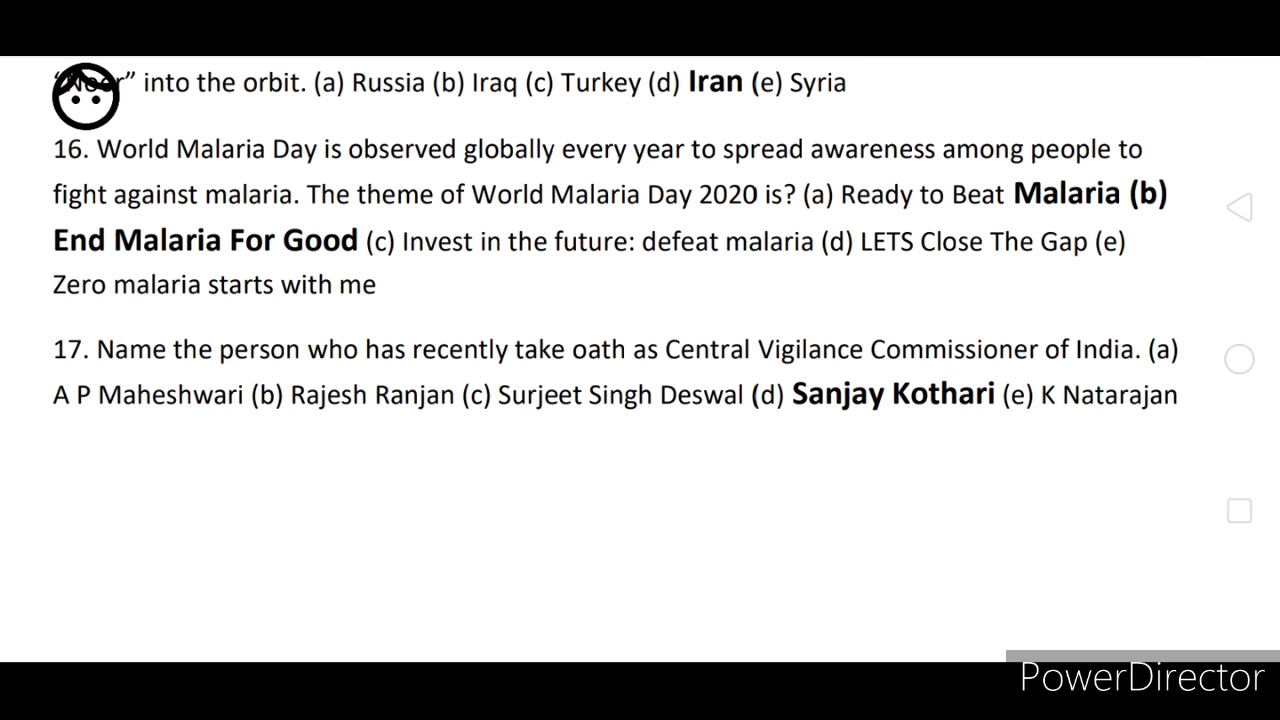 “Noor” into the orbit. (a) Russia (b) Iraq (c) Turkey (d) Iran (e) Syria
16. World Malaria Day is observed globally every year to spread awareness among people to
fight against malaria. The theme of World Malaria Day 2020 is? (a) Ready to Beat Malaria (b)
End Malaria For Good (c) Invest in the future: defeat malaria (d) LETS Close The Gap (e)
Zero malaria starts with me
17. Name the person who has recently take oath as Central Vigilance Commissioner of India. (a)
A P Maheshwari (b) Rajesh Ranjan (c) Surjeet Singh Deswal (d) Sanjay Kothari (e) K Natarajan
PowerDirector